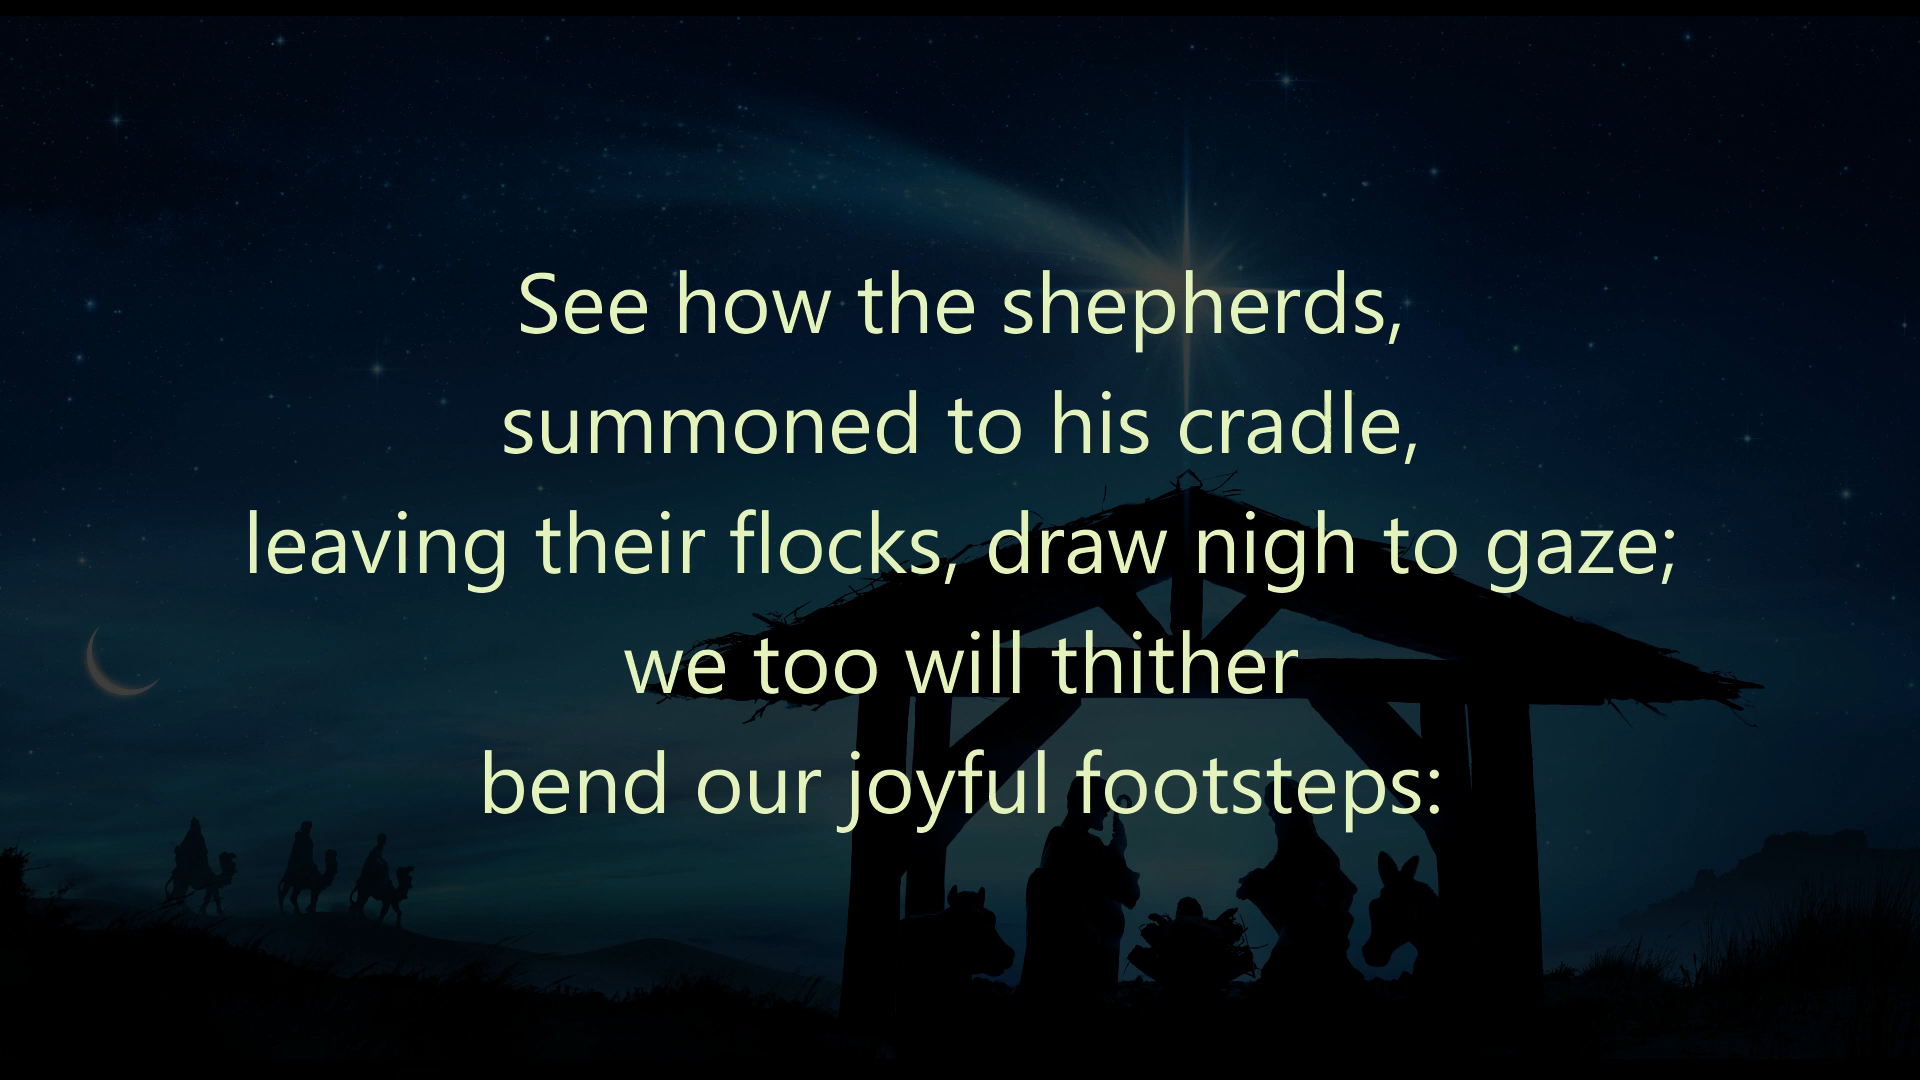 See how the shepherds,
summoned to his cradle,
leaving their flocks, draw nigh to gaze;
we too will thither
bend our joyful footsteps: